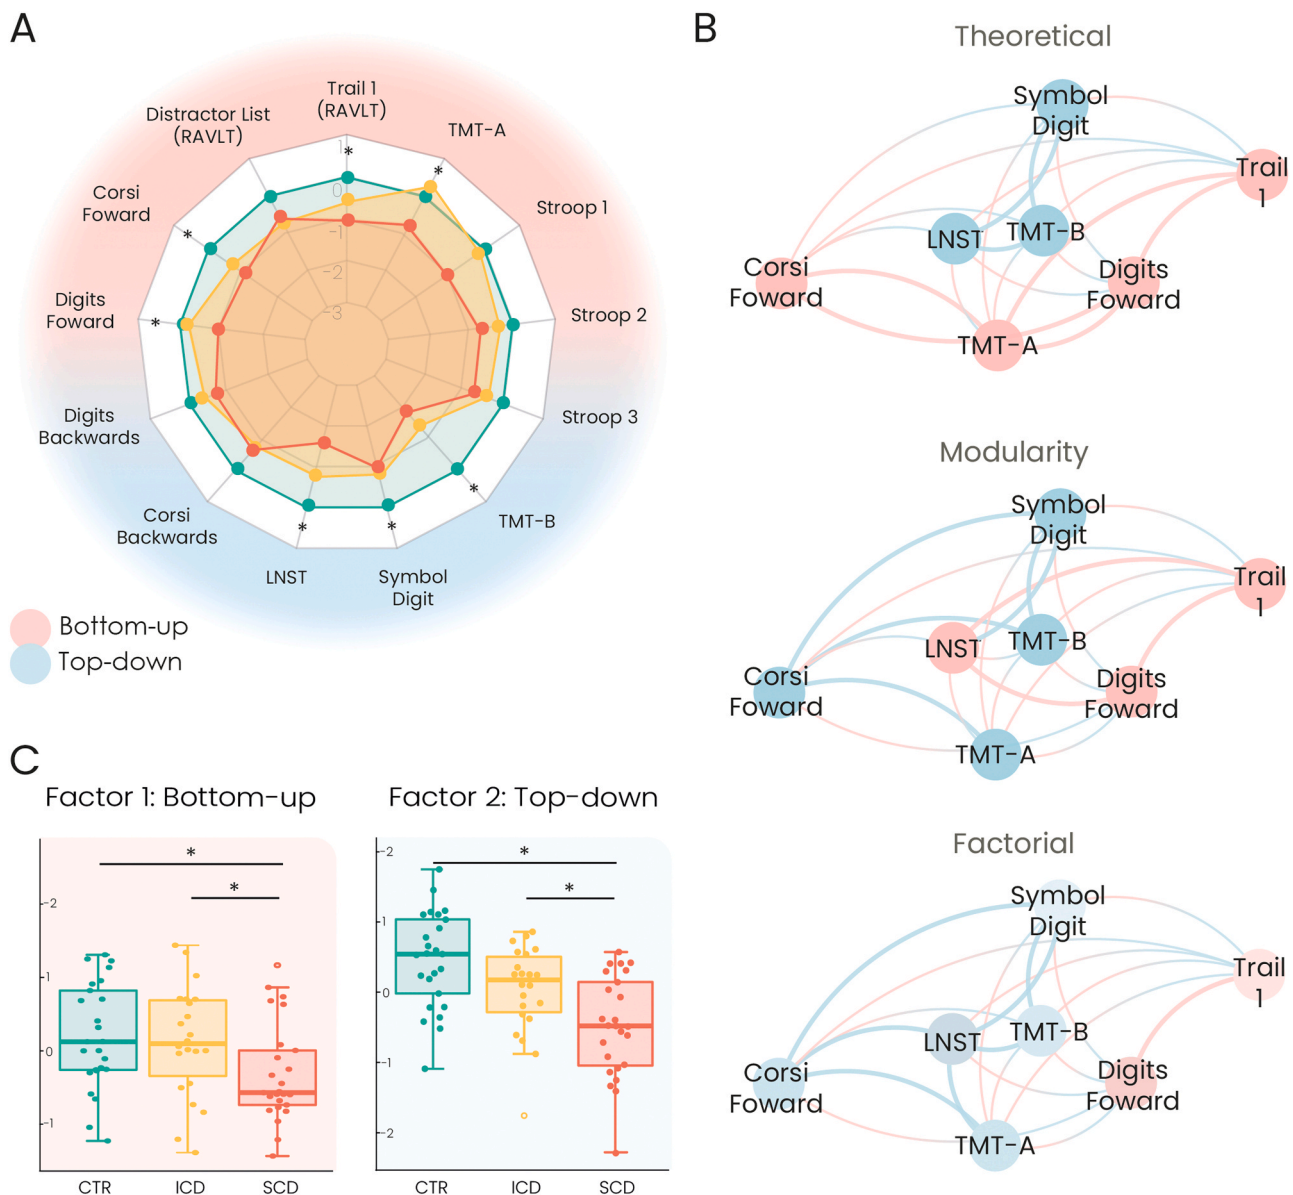 A
Trail 1
(RAVLT)
Distractor List
(RAVLT)
TMT-A
Corsi
Foward
Stroop 1
Digits
Foward
Stroop 2
Digits
Backwards
Stroop 3
Corsi
Backwards
TMT-B
LNST
Symbol
Digit
1
0
-1
-2
-3
*
*
*
*
*
*
*
Bottom-up
Top-down
B
Theoretical
Symbol
Digit
Trail
1
LNST
TMT-B
Corsi
Foward
Digits
Foward
TMT-A
Modularity
Symbol
Digit
Trail
1
LNST
TMT-B
Corsi
Foward
Digits
Foward
TMT-A
Factorial
Symbol
Digit
Trail
1
LNST
TMT-B
Corsi
Foward
Digits
Foward
TMT-A
C
Factor 1: Bottom-up
*
*
2
1
0
-1
CTR
ICD
SCD
Factor 2: Top-down
*
*
2
1
0
-1
-2
CTR
ICD
SCD